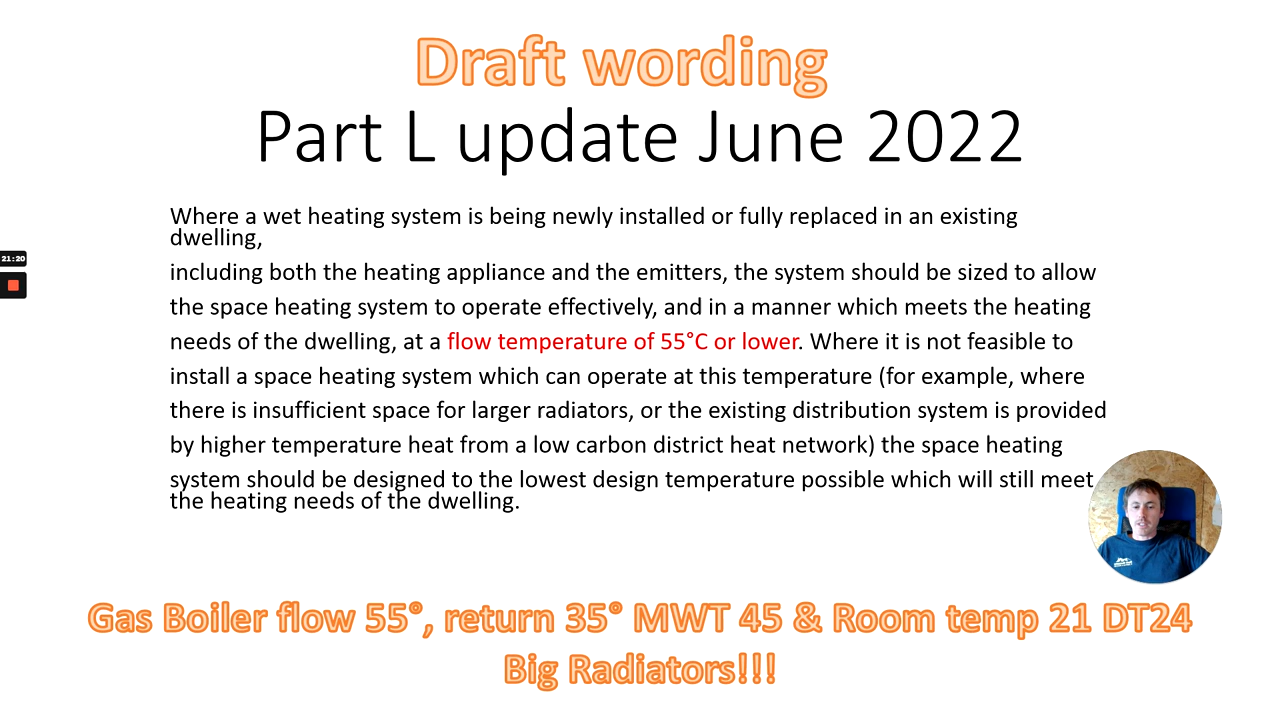 Draft wording
Part L update June 2022
Where a wet heating system is being newly installed or fully replaced in an existing
dwelling,
including both the heating appliance and the emitters, the system should be sized to allow
the space heating system to operate effectively, and in a manner which meets the heating
21:20
needs of the dwelling, at a flow temperature of 55°C or lower. Where it is not feasible to
install a space heating system which can operate at this temperature (for example, where
there is insufficient space for larger radiators, or the existing distribution system is provided
by higher temperature heat from a low carbon district heat network) the space heating
system should be designed to the lowest design temperature possible which will still meet
the heating needs of the dwelling.
Gas Boiler flow 55°, return 35° MWT 45 & Room temp 21 DT24
Big Radiators!!!